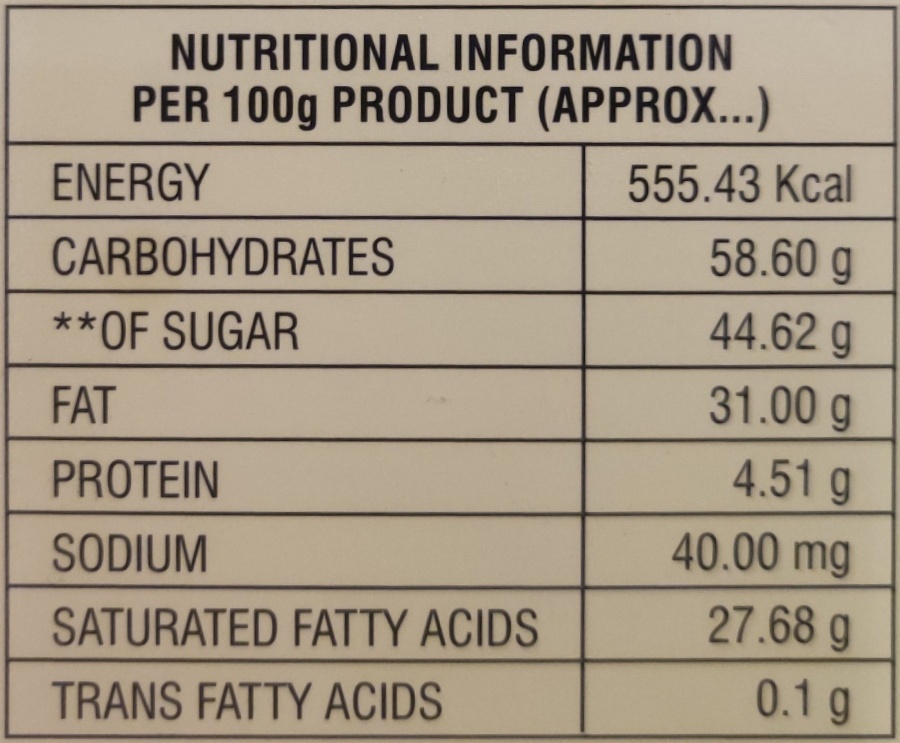 NUTRITIONAL INFORMATION
PER 100g PRODUCT (APPROX...)
ENERGY 555.43 Kcal
CARBOHYDRATES 58.60 g
**OF SUGAR 44.62 g
FAT 31.00 g
PROTEIN 4.51 g
SODIUM 40.00 mg
SATURATED FATTY ACIDS 27.68 g
TRANS FATTY ACIDS 0.1 g